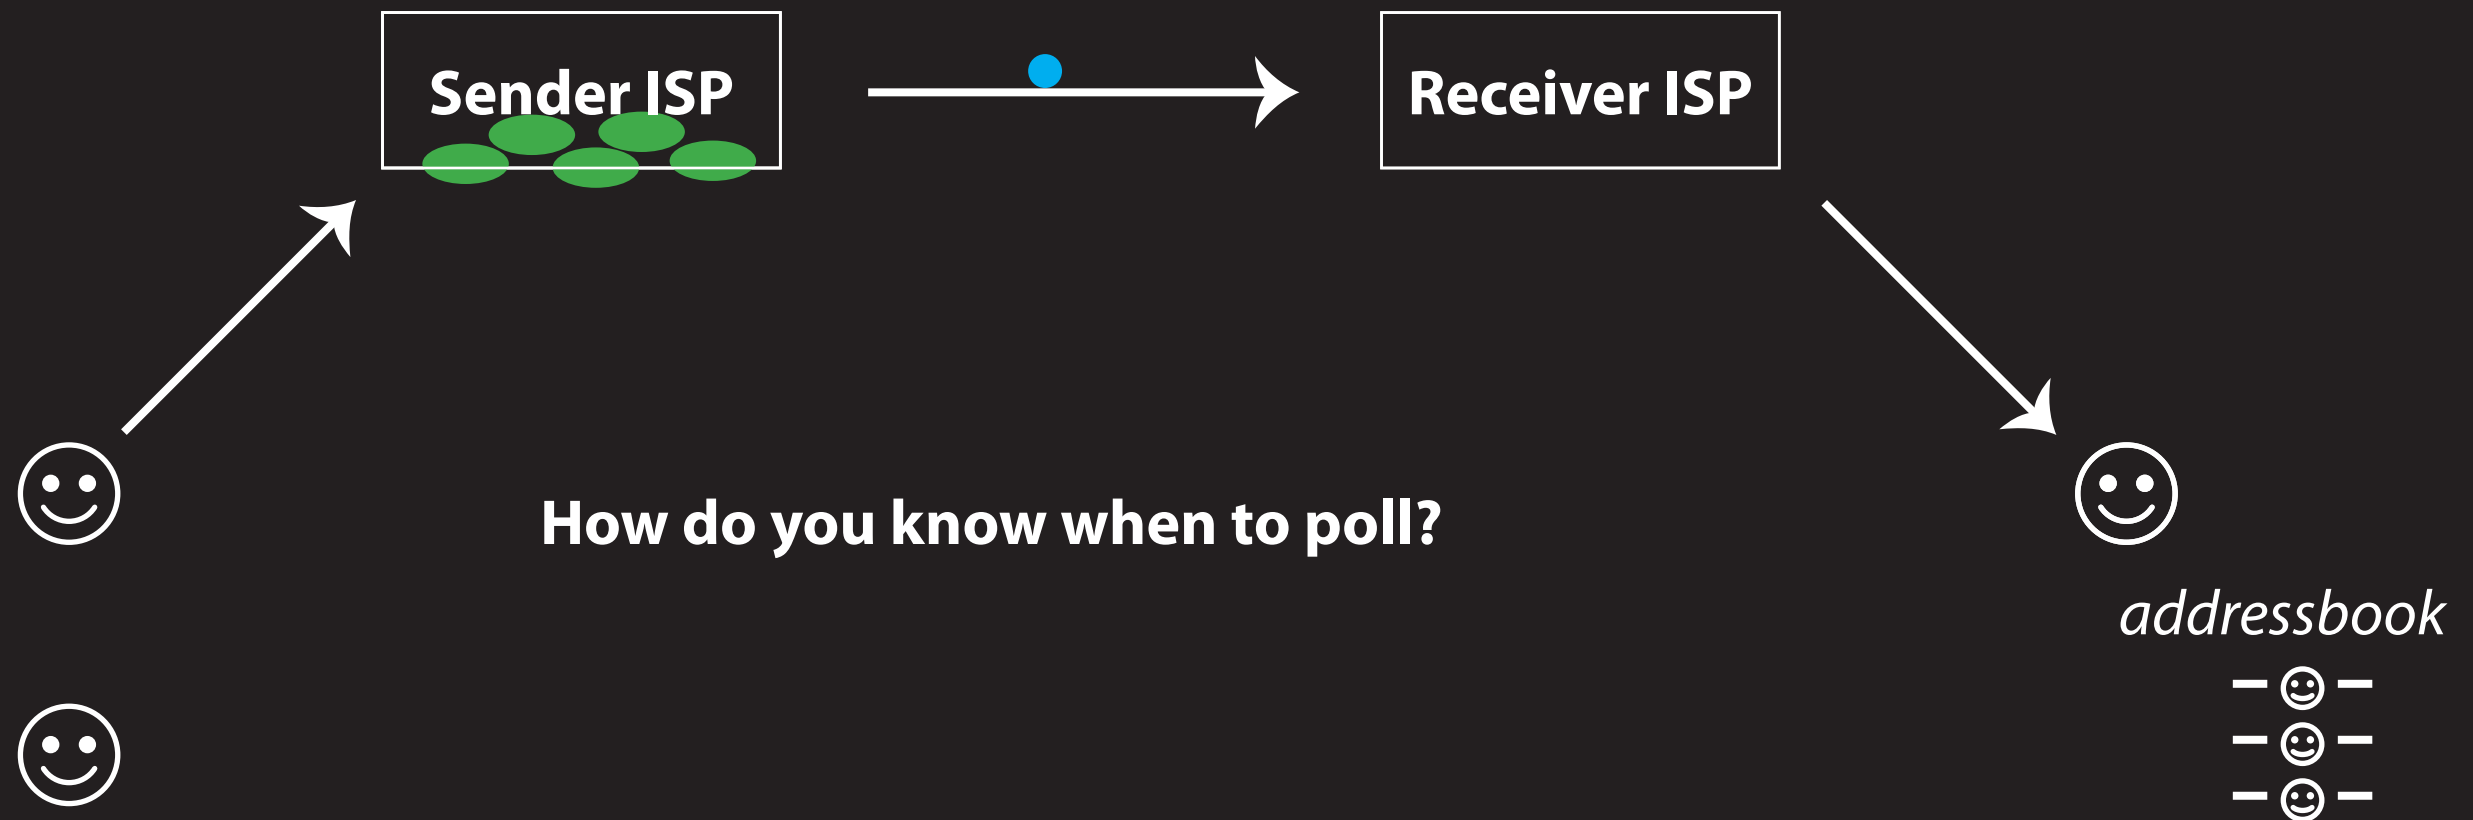 Sender ISP
Receiver ISP
How do you know when to poll?
addressbook